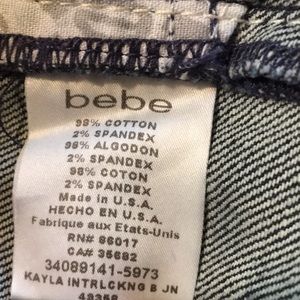 bebe
98% COTTON
2% SPANDEX
98% ALGODON
2% SPANDEX
98% COTON
2% SPANDEX
Made in U.S.A.
HECHO EN U.S.A.
Fabrique aux Etats-Unis
RN# 86017
CA# 35682
34089141-5973
KAYLA INTRLCKNG B JN